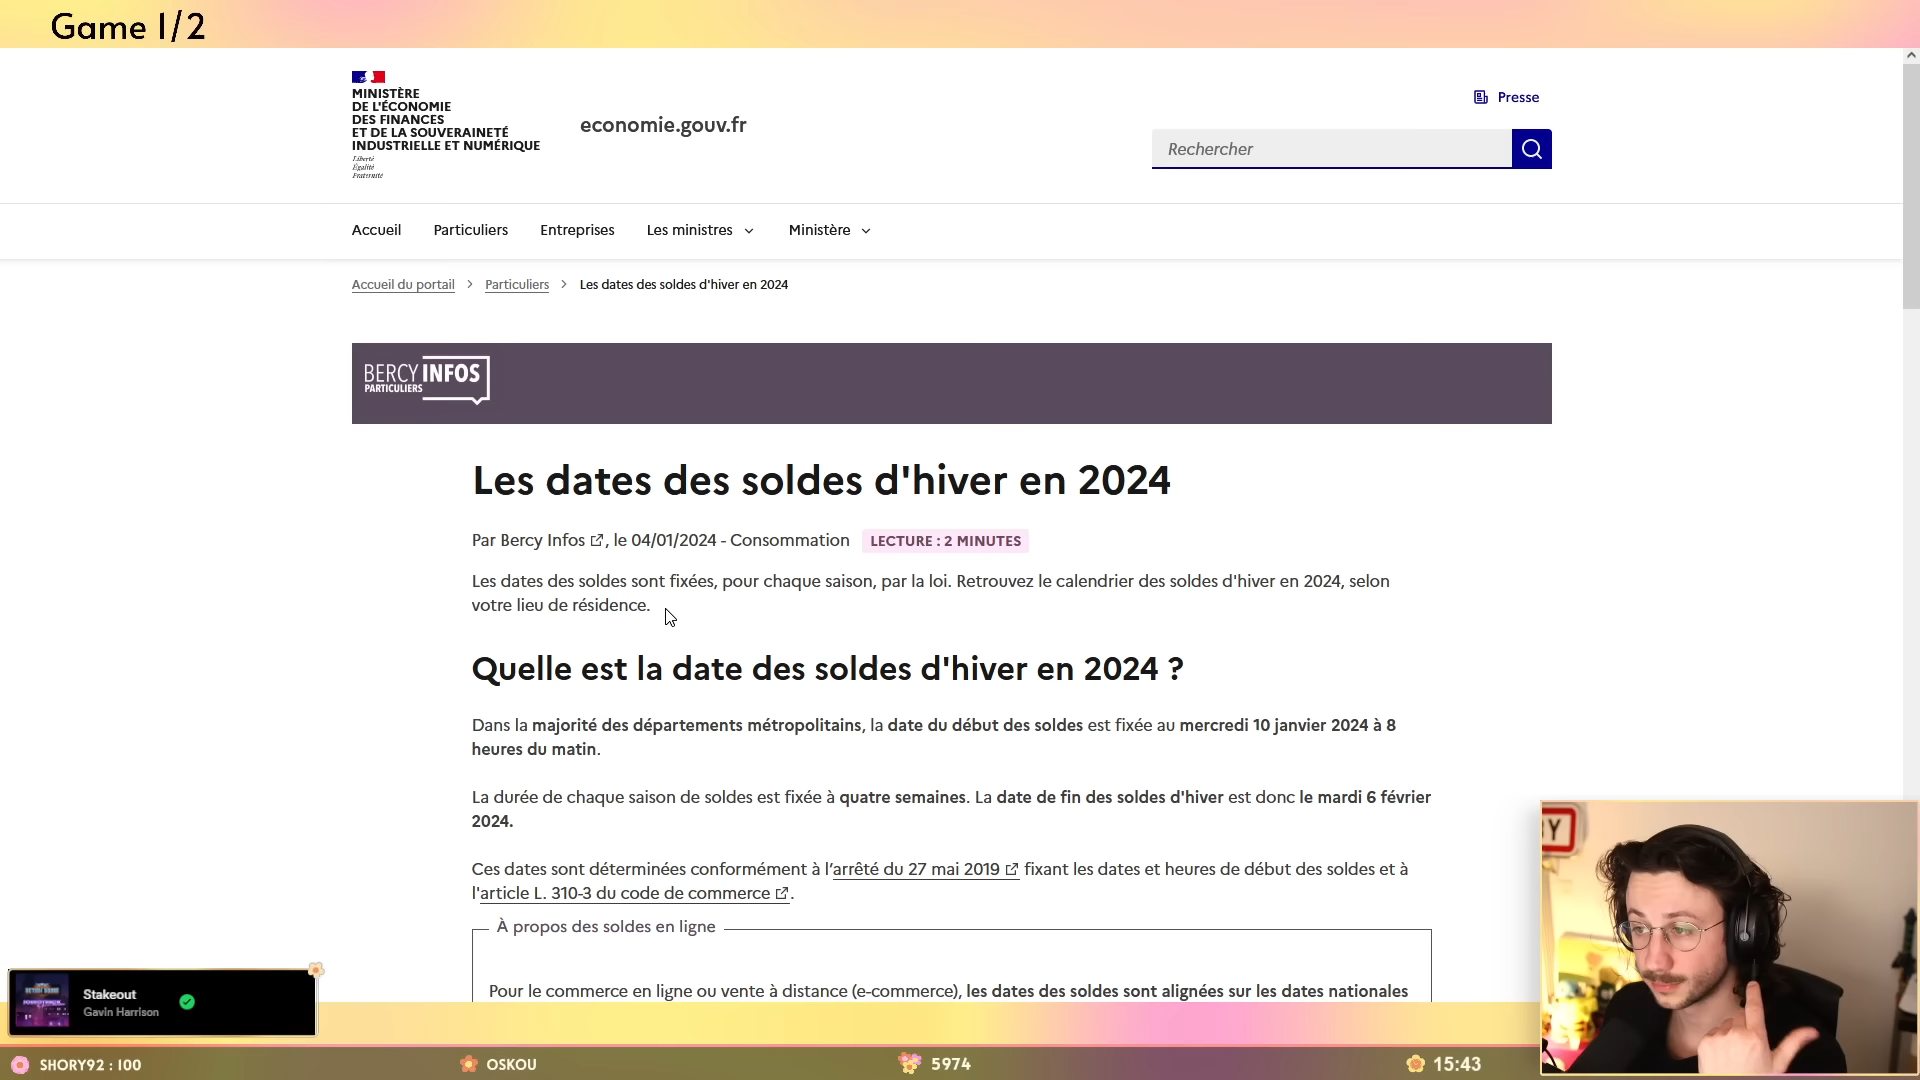 Game 1/2
MINISTÈRE
DE L'ÉCONOMIE
DES FINANCES
ET DE LA SOUVERAINETÉ
INDUSTRIELLE ET NUMÉRIQUE
Liberté
Égalité
Fraternité
economie.gouv.fr
Presse
Rechercher
Accueil Particuliers Entreprises Les ministres Ministère
Accueil du portail > Particuliers > Les dates des soldes d'hiver en 2024
BERCY INFOS
PARTICULIERS
Les dates des soldes d'hiver en 2024
Par Bercy Infos, le 04/01/2024 - Consommation LECTURE : 2 MINUTES
Les dates des soldes sont fixées, pour chaque saison, par la loi. Retrouvez le calendrier des soldes d'hiver en 2024, selon
votre lieu de résidence.
Quelle est la date des soldes d'hiver en 2024 ?
Dans la majorité des départements métropolitains, la date du début des soldes est fixée au mercredi 10 janvier 2024 à 8
heures du matin.
La durée de chaque saison de soldes est fixée à quatre semaines. La date de fin des soldes d'hiver est donc le mardi 6 février
2024.
Ces dates sont déterminées conformément à l'arrêté du 27 mai 2019 fixant les dates et heures de début des soldes et à
l'article L. 310-3 du code de commerce.
À propos des soldes en ligne
Pour le commerce en ligne ou vente à distance (e-commerce), les dates des soldes sont alignées sur les dates nationales
Y
Stakeout
Gavin Harrison
SHORY92 : 100
OSKOU
5974
15:43